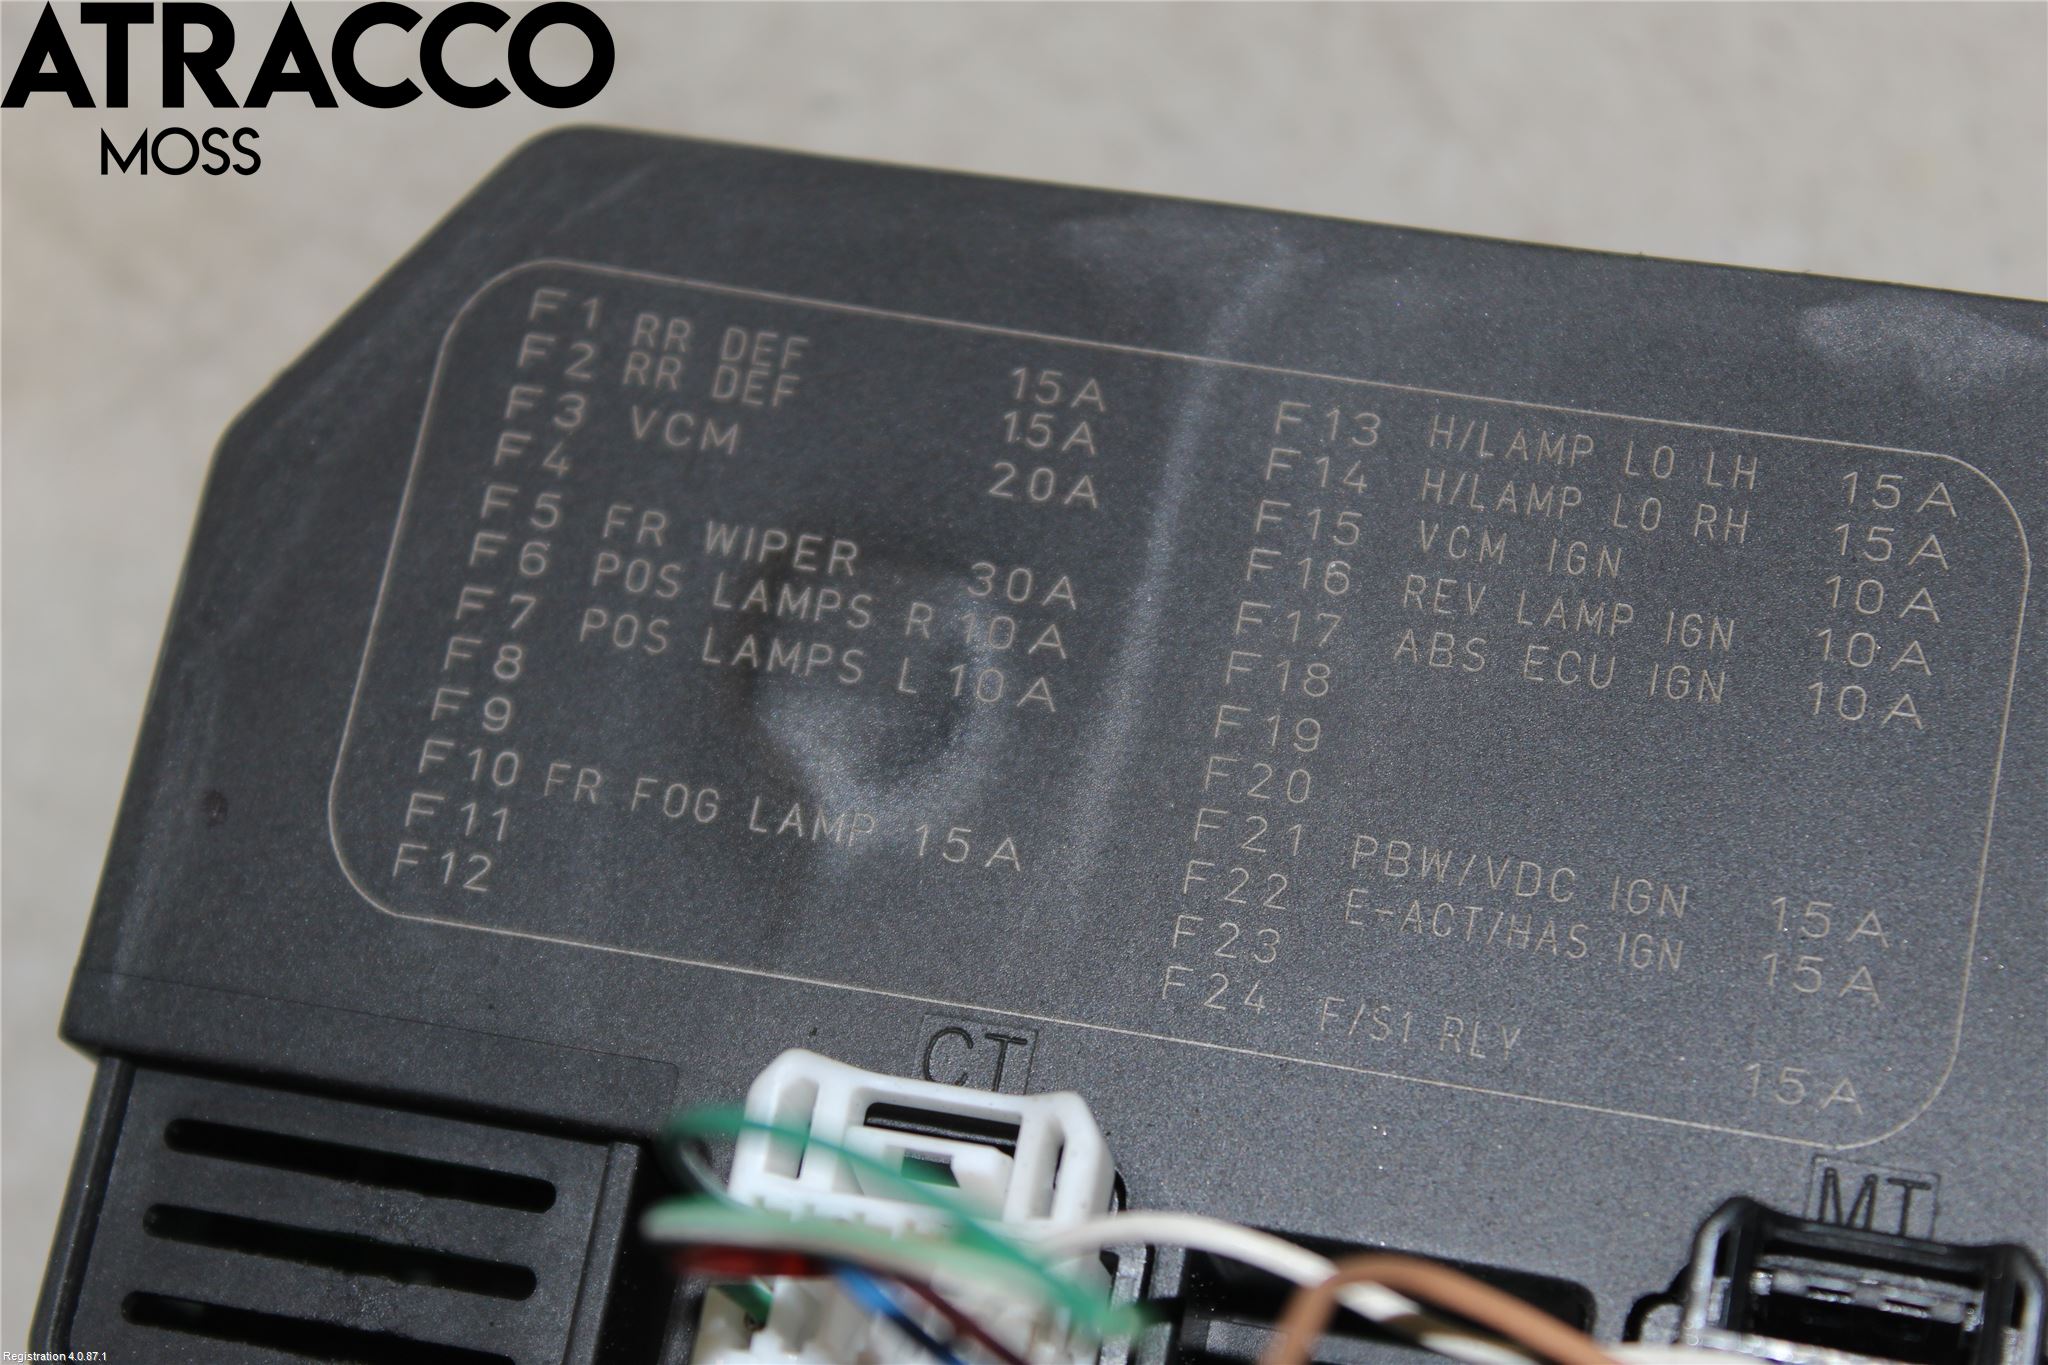 ATRACCO
MOSS
F1 RR DEF 15A
F2 RR DEF 15A
F3 VCM 20A
F4
F5 FR WIPER 30A
F6 POS LAMPS R 10A
F7 POS LAMPS L 10A
F8
F9
F10 FR FOG LAMP 15A
F11
F12
F13 H/LAMP LO LH 15A
F14 H/LAMP LO RH 15A
F15 VCM IGN 10A
F16 REV LAMP IGN 10A
F17 ABS ECU IGN 10A
F18
F19
F20
F21 PBW/VDC IGN 15A
F22 E-ACT/HAS IGN 15A
F23
F24 F/S1 RLY 15A
CT
MT
Registration 4.0.87.1